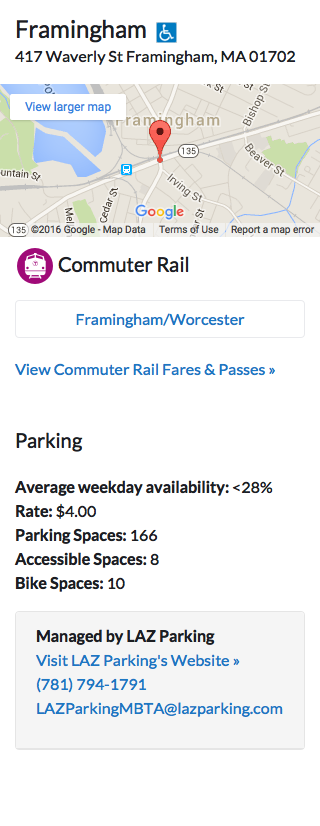 Framingham
417 Waverly St Framingham, MA 01702
View larger map
Framingham
Bishop St
135
Beaver St
Irving St
Cedar St
135
©2016 Google - Map Data
Terms of Use
Report a map error
Google
Commuter Rail
Framingham/Worcester
View Commuter Rail Fares & Passes »
Parking
Average weekday availability: <28%
Rate: $4.00
Parking Spaces: 166
Accessible Spaces: 8
Bike Spaces: 10
Managed by LAZ Parking
Visit LAZ Parking's Website »
(781) 794-1791
LAZParkingMBTA@lazparking.com